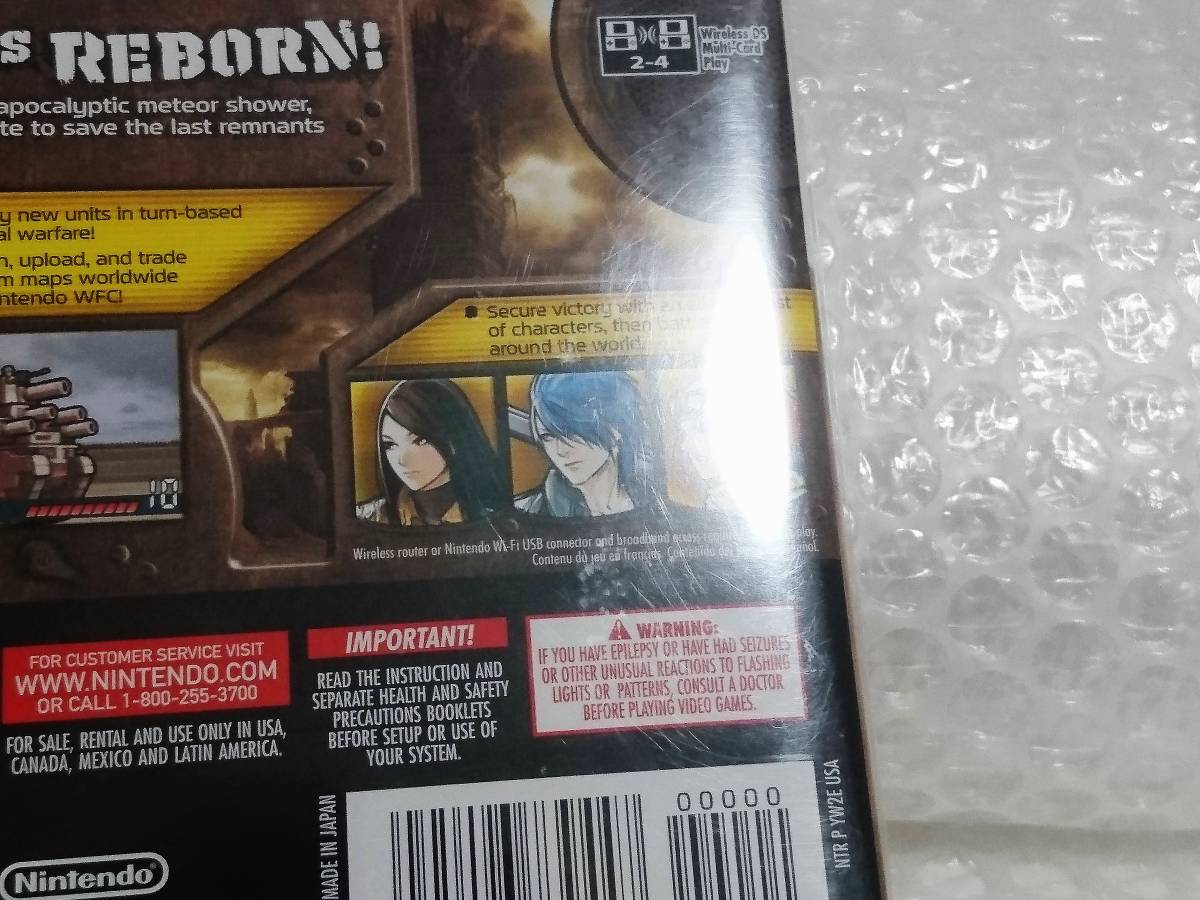 S REBORN!
Wireless DS
Multi-Card
Play
2-4
apocalyptic meteor shower,
te to save the last remnants
y new units in turn-based
al warfare!
n, upload, and trade
m maps worldwide
ntendo WFC!
Secure victory with an
st
of characters, then
around the world.
10
Wireless router or Nintendo Wi-Fi USB connector and broadband access play.
Contenu du jeu en français. Contenido del
FOR CUSTOMER SERVICE VISIT
WWW.NINTENDO.COM
OR CALL 1-800-255-3700
FOR SALE, RENTAL AND USE ONLY IN USA,
CANADA, MEXICO AND LATIN AMERICA.
IMPORTANT!
READ THE INSTRUCTION AND
SEPARATE HEALTH AND SAFETY
PRECAUTIONS BOOKLETS
BEFORE SETUP OR USE OF
YOUR SYSTEM.
WARNING:
IF YOU HAVE EPILEPSY OR HAVE HAD SEIZURES
OR OTHER UNUSUAL REACTIONS TO FLASHING
LIGHTS OR PATTERNS, CONSULT A DOCTOR
BEFORE PLAYING VIDEO GAMES.
Nintendo
MADE IN JAPAN
00000
NTR P YW2E USA